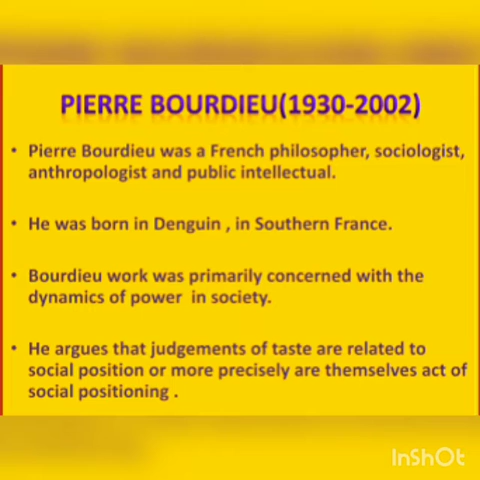 PIERRE BOURDIEU(1930-2002)
• Pierre Bourdieu was a French philosopher, sociologist,
anthropologist and public intellectual.
• He was born in Denguin , in Southern France.
• Bourdieu work was primarily concerned with the
dynamics of power in society.
• He argues that judgements of taste are related to
social position or more precisely are themselves act of
social positioning .
InShOt